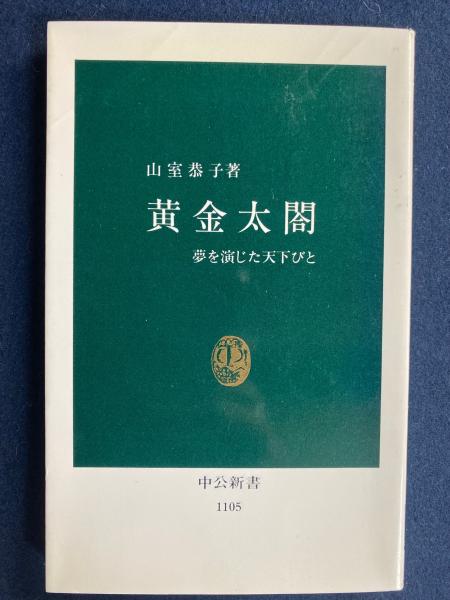 山室恭子著
黄金太閤
夢を演じた天下びと
中公新書
1105